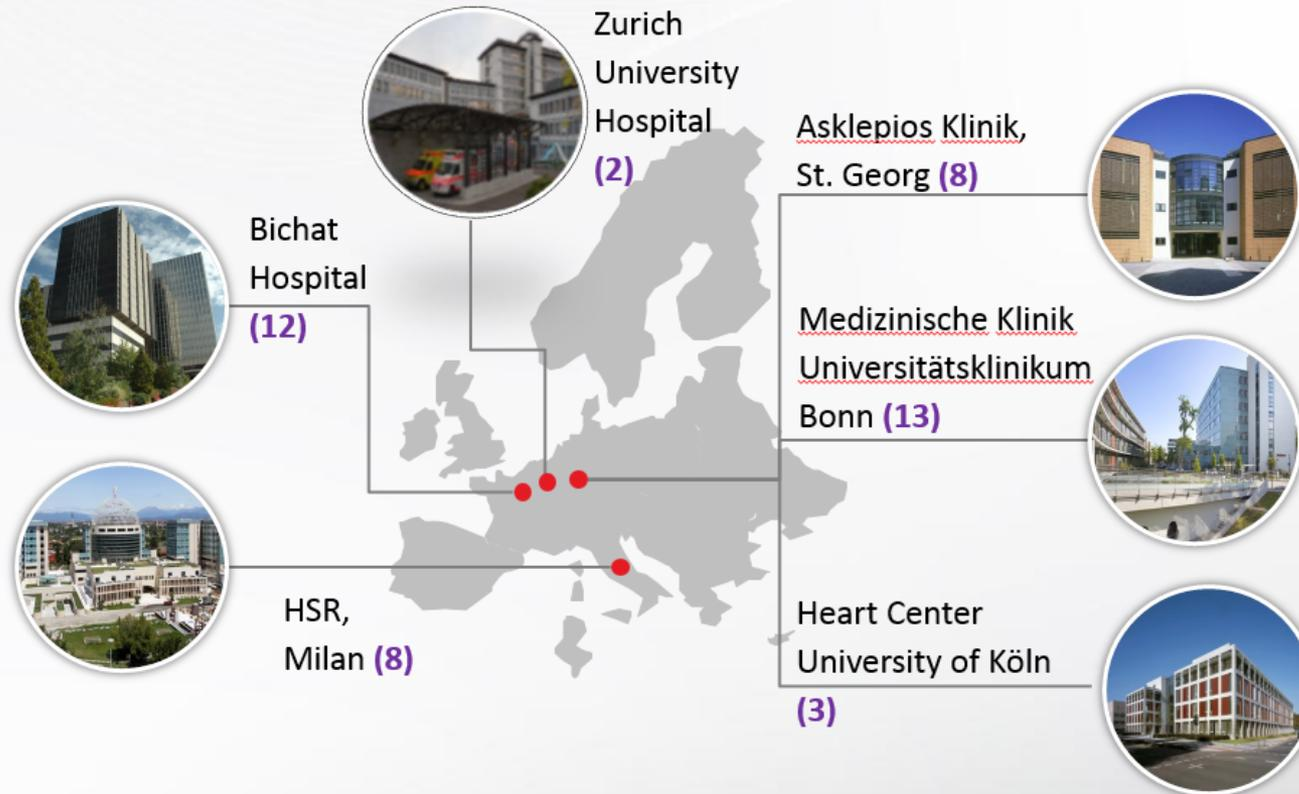 Zurich
University
Hospital
(2)
Asklepios Klinik,
St. Georg (8)
Bichat
Hospital
(12)
Medizinische Klinik
Universitätsklinikum
Bonn (13)
HSR,
Milan (8)
Heart Center
University of Köln
(3)